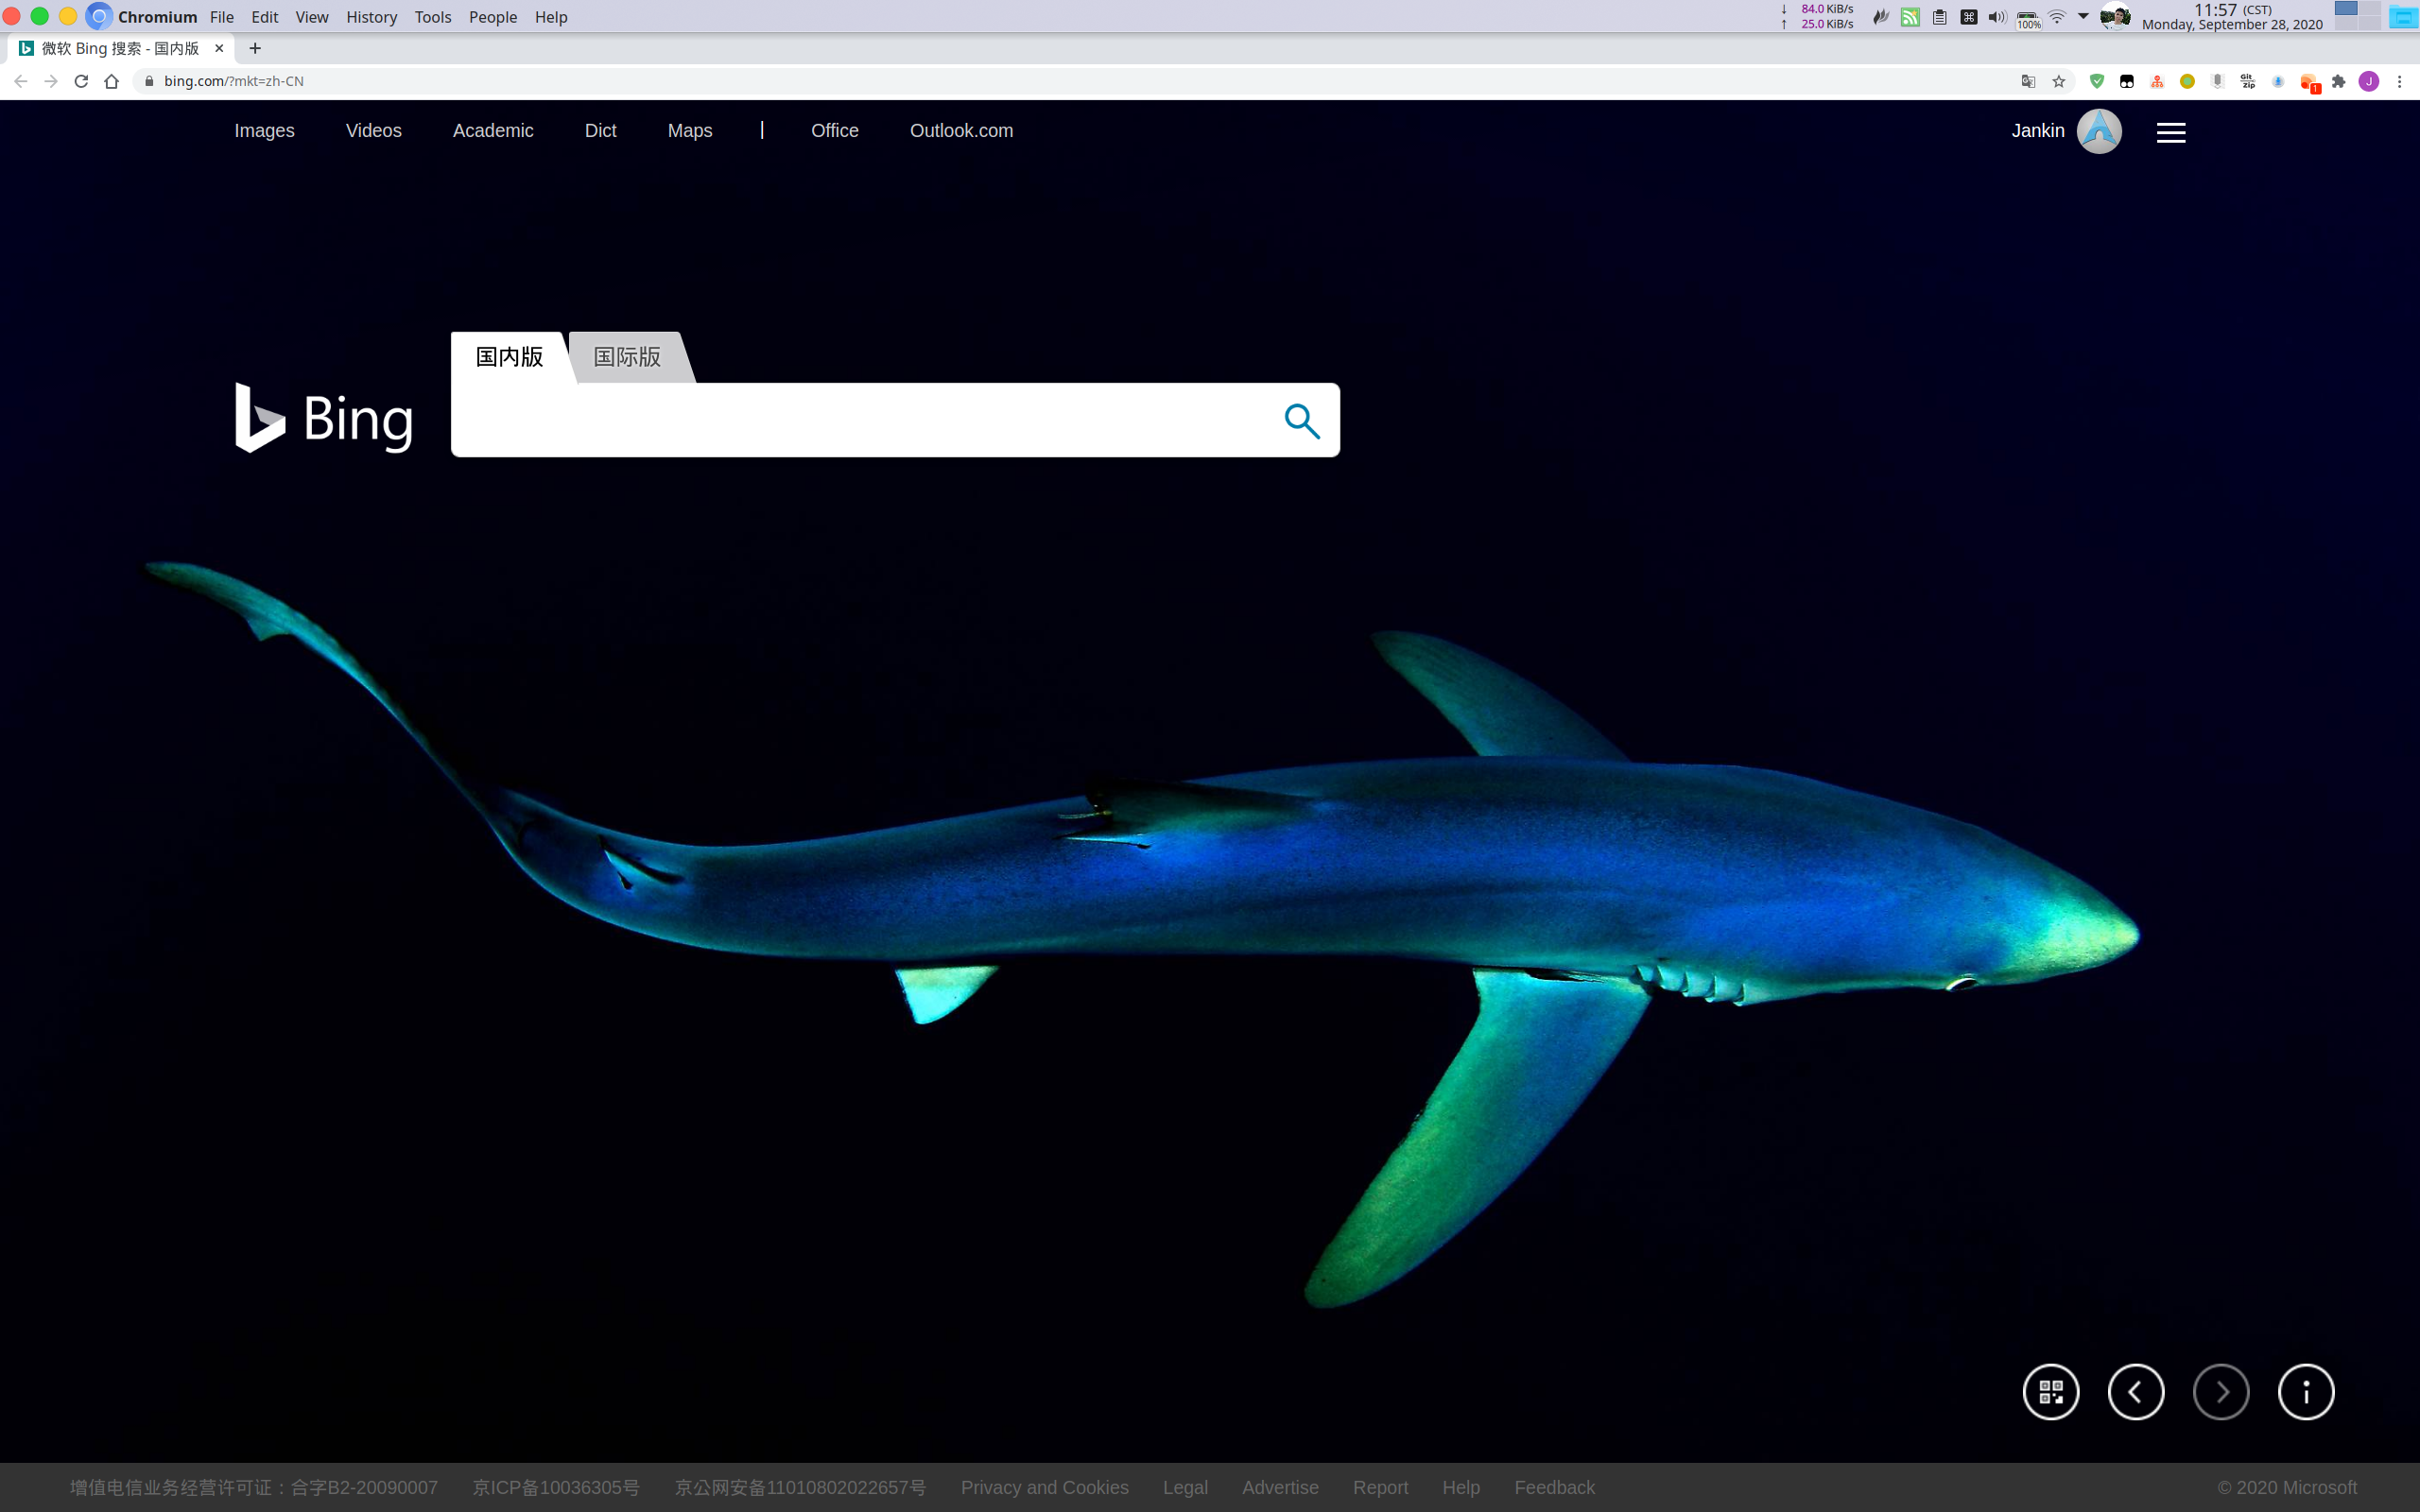 Chromium File Edit View History Tools People Help
↓ 84.0 KiB/s
↑ 25.0 KiB/s
100%
11:57 (CST)
Monday, September 28, 2020
微软 Bing 搜索 - 国内版
bing.com/?mkt=zh-CN
Git Zip
1
J
Images Videos Academic Dict Maps | Office Outlook.com
Jankin
国内版 国际版
Bing
增值电信业务经营许可证：合字B2-20090007 京ICP备10036305号 京公网安备11010802022657号 Privacy and Cookies Legal Advertise Report Help Feedback © 2020 Microsoft